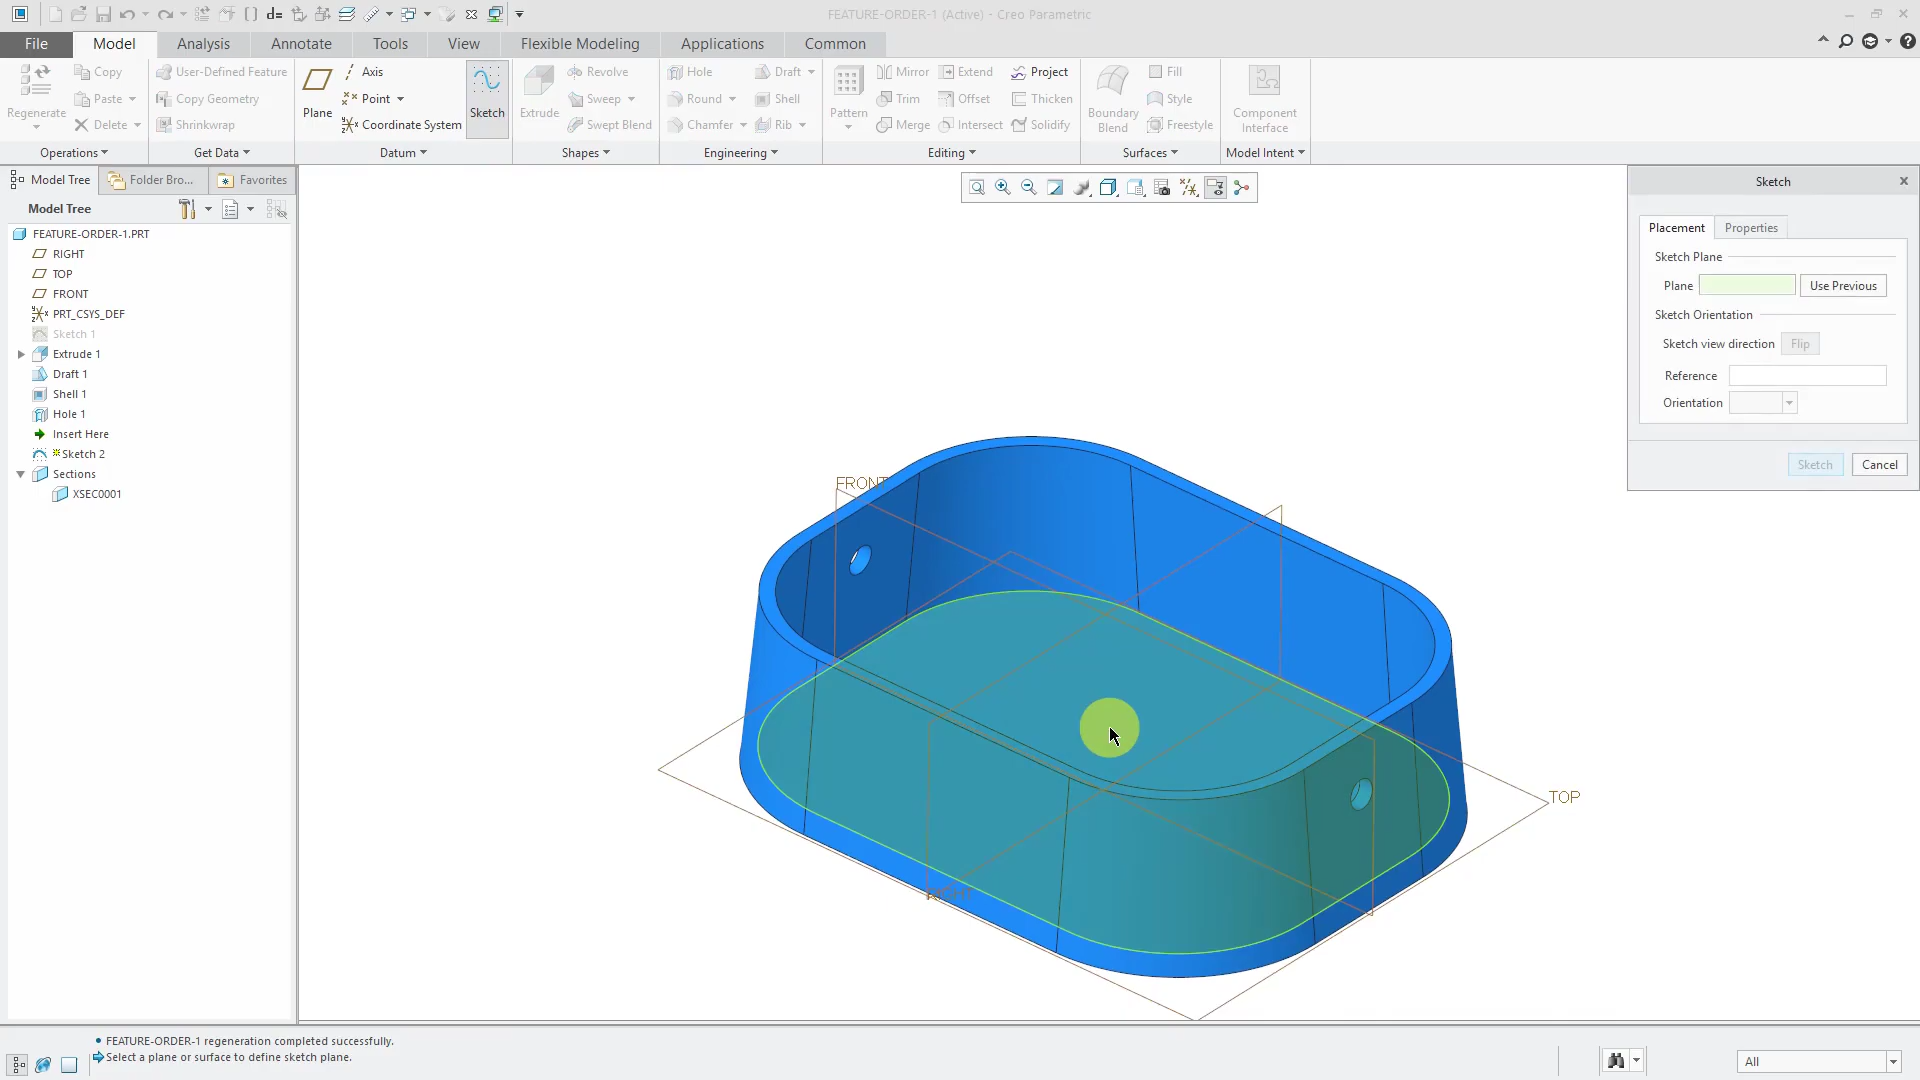 FEATURE-ORDER-1 (Active) - Creo Parametric
File Model Analysis Annotate Tools View Flexible Modeling Applications Common
Regenerate
Copy
Paste
Delete
Operations
User-Defined Feature
Copy Geometry
Shrinkwrap
Get Data
Plane
Axis
Point
Coordinate System
Sketch
Datum
Extrude
Revolve
Sweep
Swept Blend
Shapes
Hole
Round
Chamfer
Draft
Shell
Rib
Engineering
Pattern
Mirror
Trim
Merge
Extend
Offset
Intersect
Project
Thicken
Solidify
Editing
Boundary
Blend
Fill
Style
Freestyle
Surfaces
Component
Interface
Model Intent
Model Tree
Folder Bro...
Favorites
Model Tree
FEATURE-ORDER-1.PRT
RIGHT
TOP
FRONT
PRT_CSYS_DEF
Sketch 1
Extrude 1
Draft 1
Shell 1
Hole 1
Insert Here
Sketch 2
Sections
XSEC0001
FRONT
TOP
RIGHT
Sketch
Placement
Properties
Sketch Plane
Plane
Use Previous
Sketch Orientation
Sketch view direction
Flip
Reference
Orientation
Sketch
Cancel
FEATURE-ORDER-1 regeneration completed successfully.
Select a plane or surface to define sketch plane.
All